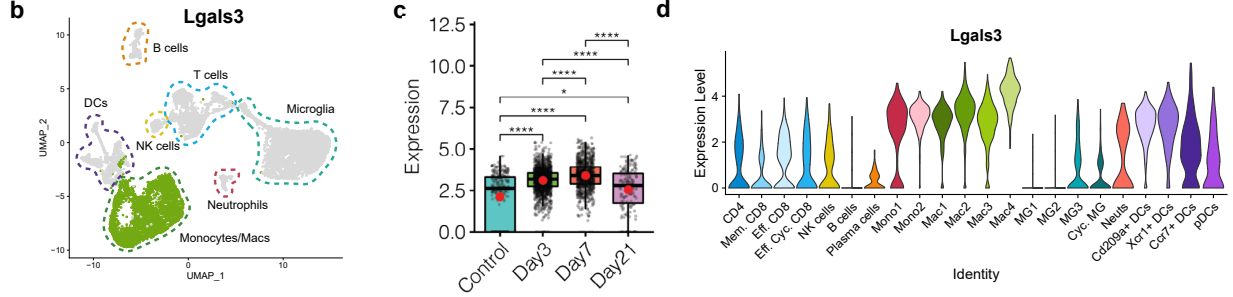 b
Lgals3
10
5
0
−5
−10
UMAP_2
−10
0
10
UMAP_1
B cells
T cells
DCs
Microglia
NK cells
Neutrophils
Monocytes/Macs
c
12.5
10.0
7.5
5.0
2.5
0.0
Expression
****
****
****
*
****
****
Control
Day3
Day7
Day21
d
Lgals3
Expression Level
4
2
0
CD4
Mem. CD8
Eff. CD8
Eff. Cyc. CD8
NK cells
B cells
Plasma cells
Mono1
Mono2
Mac1
Mac2
Mac3
Mac4
MG1
MG2
MG3
Cyc. MG
Neuts
Cd209a+ DCs
Xcr1+ DCs
Ccr7+ DCs
pDCs
Identity